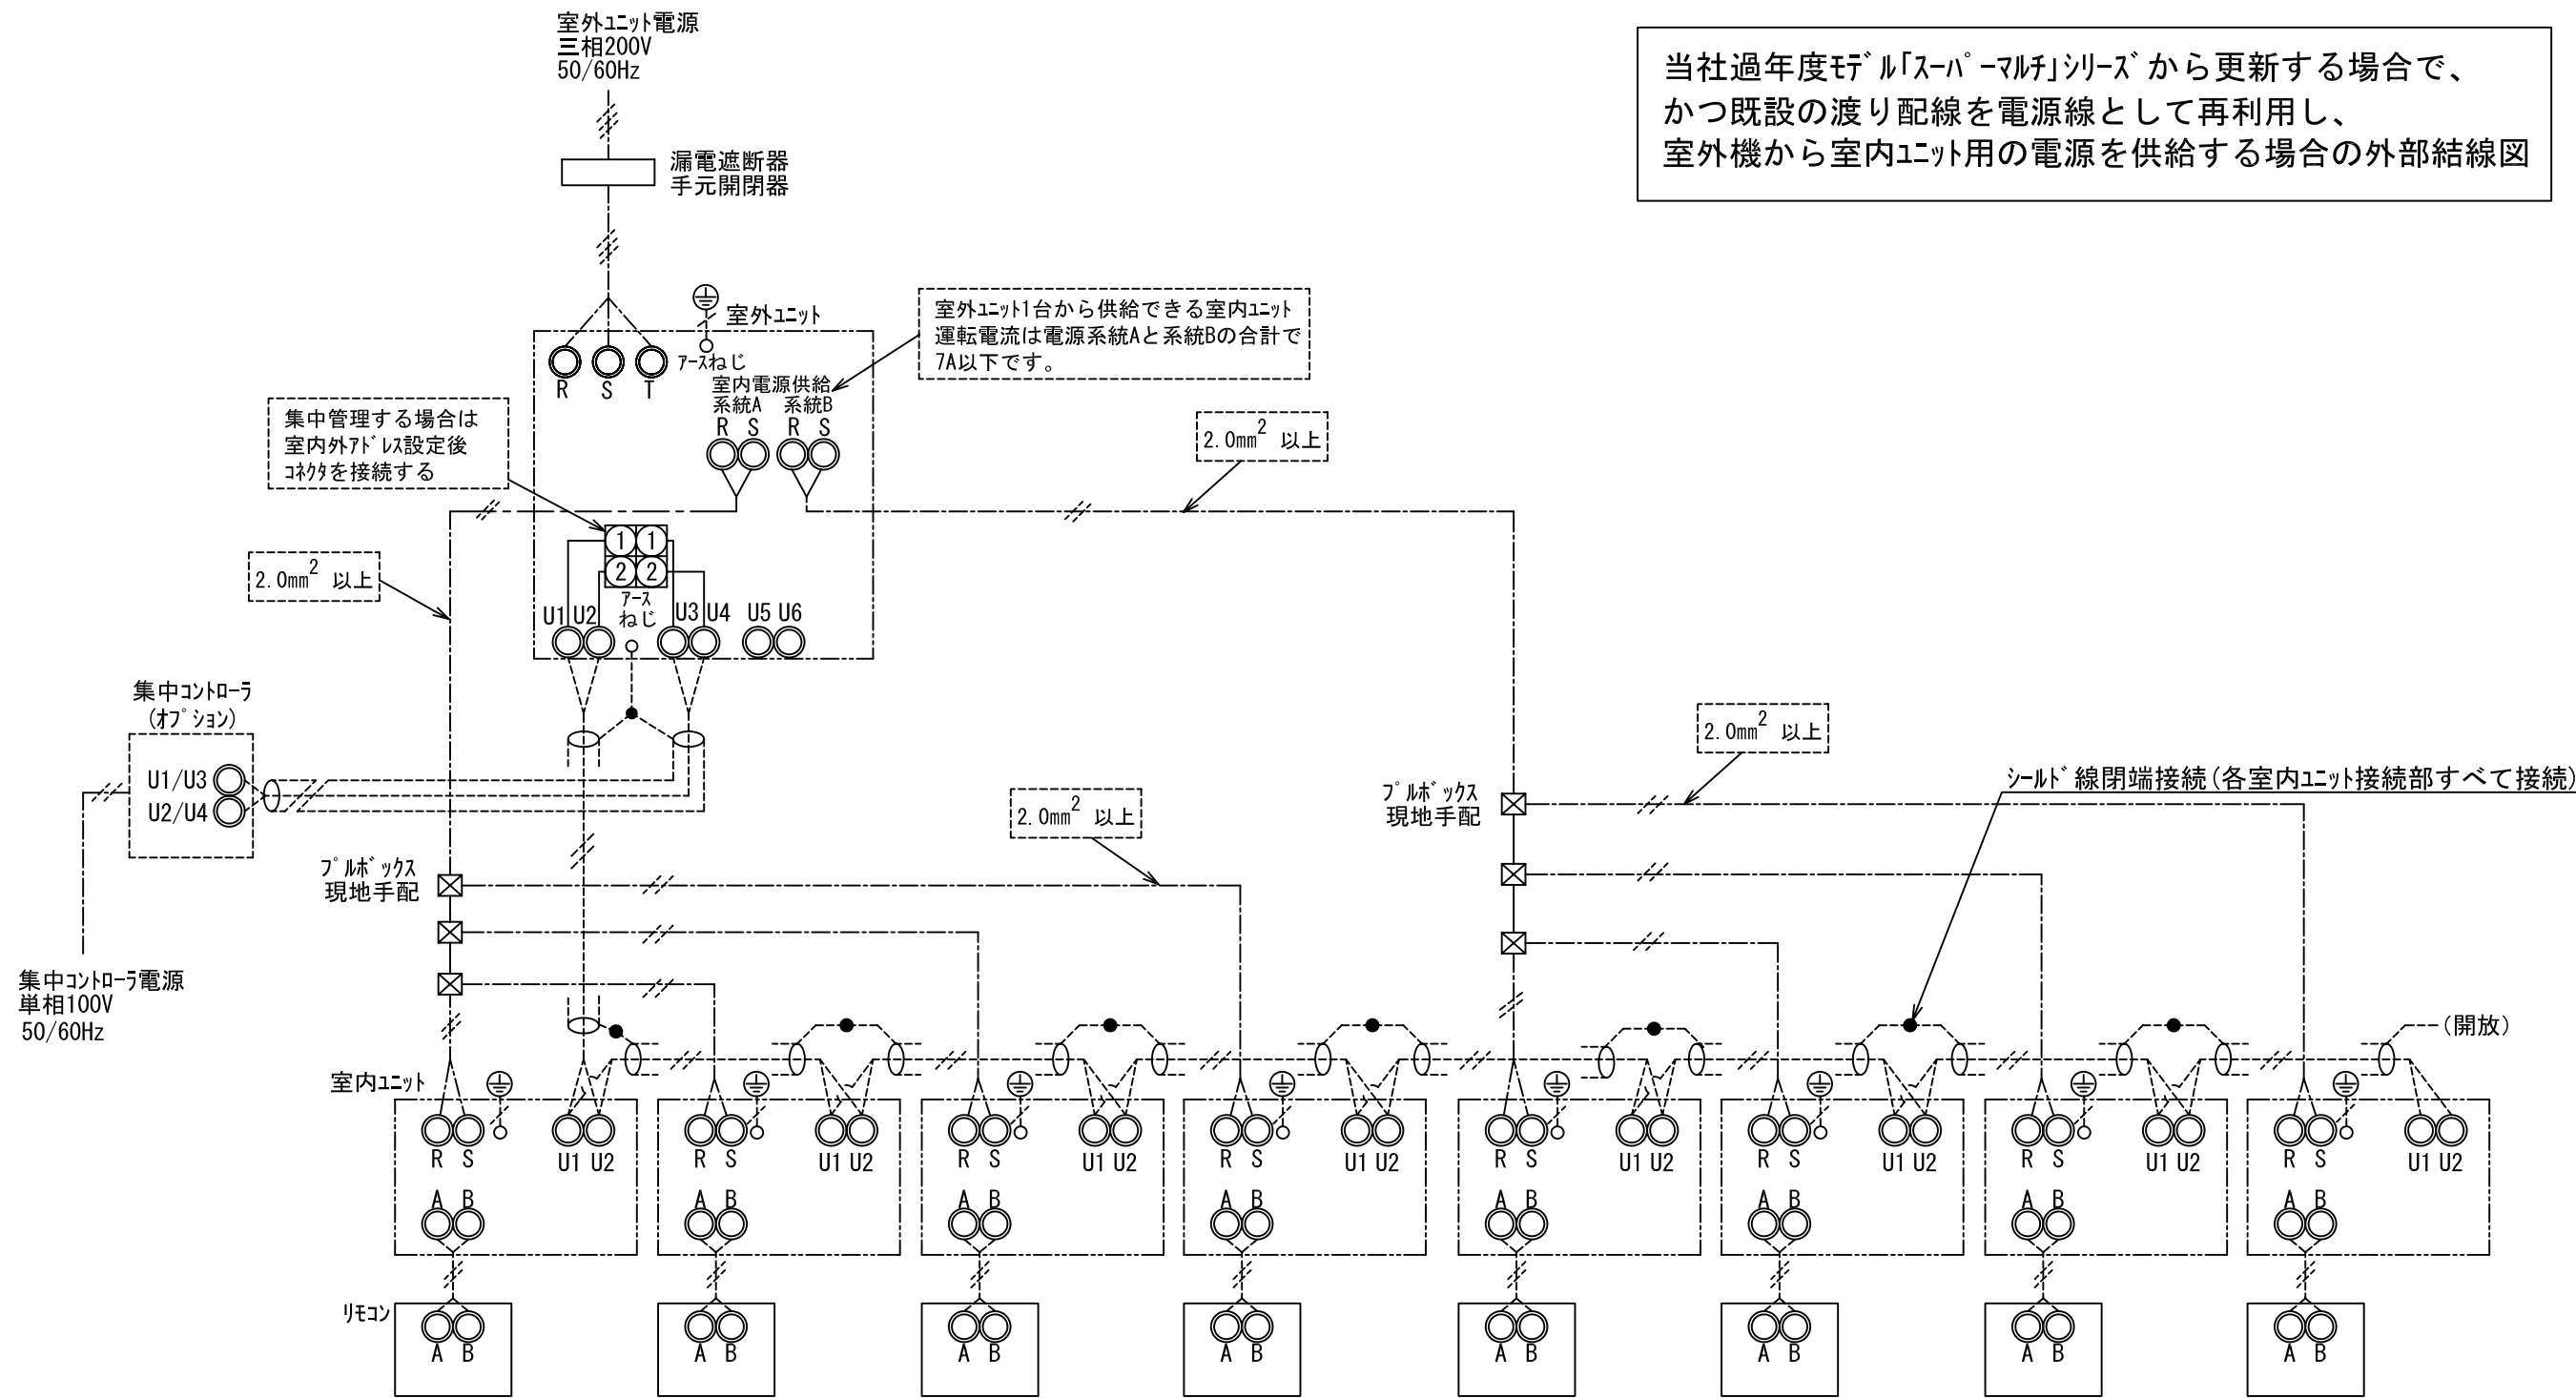 室外ﾕﾆｯﾄ電源
三相200V
50/60Hz
当社過年度ﾓﾃﾞﾙ｢ｽｰﾊﾟｰﾏﾙﾁ｣ｼﾘｰｽﾞから更新する場合で、
かつ既設の渡り配線を電源線として再利用し、
室外機から室内ﾕﾆｯﾄ用の電源を供給する場合の外部結線図
漏電遮断器
手元開閉器
室外ﾕﾆｯﾄ
ｱｰｽねじ
R S T
室外ﾕﾆｯﾄ1台から供給できる室内ﾕﾆｯﾄ
運転電流は電源系統Aと系統Bの合計で
7A以下です。
室内電源供給
系統A 系統B
R S R S
集中管理する場合は
室内外ｱﾄﾞﾚｽ設定後
ｺﾈｸﾀを接続する
2.0mm2 以上
2.0mm2 以上
1 1
2 2
ｱｰｽ
ねじ
U1 U2 U3 U4 U5 U6
集中ｺﾝﾄﾛｰﾗ
(ｵﾌﾟｼｮﾝ)
U1/U3
U2/U4
2.0mm2 以上
2.0mm2 以上
ｼｰﾙﾄﾞ線閉端接続(各室内ﾕﾆｯﾄ接続部すべて接続)
ﾌﾟﾙﾎﾞｯｸｽ
現地手配
ﾌﾟﾙﾎﾞｯｸｽ
現地手配
集中ｺﾝﾄﾛｰﾗ電源
単相100V
50/60Hz
(開放)
室内ﾕﾆｯﾄ
R S U1 U2 R S U1 U2 R S U1 U2 R S U1 U2 R S U1 U2 R S U1 U2 R S U1 U2 R S U1 U2
A B A B A B A B A B A B A B A B
ﾘﾓｺﾝ
A B A B A B A B A B A B A B A B